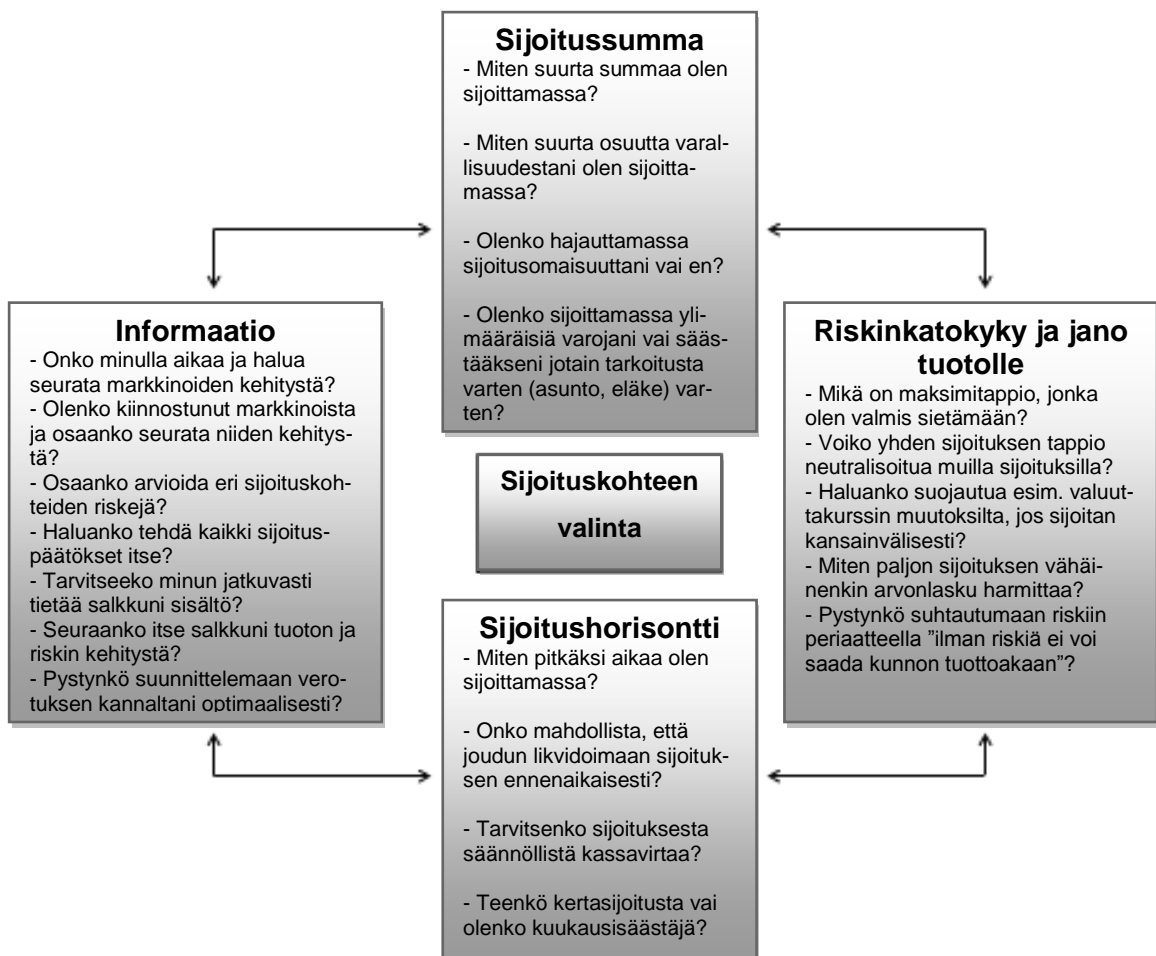 Sijoitussumma
- Miten suurta summaa olen
sijoittamassa?
- Miten suurta osuutta varal-
lisuudestani olen sijoitta-
massa?
- Olenko hajauttamassa
sijoitusomaisuuttani vai en?
- Olenko sijoittamassa yli-
määräisiä varojani vai sääs-
tääkseni jotain tarkoitusta
varten (asunto, eläke) var-
ten?
Informaatio
- Onko minulla aikaa ja halua
seurata markkinoiden kehitystä?
- Olenko kiinnostunut markkinoista
ja osaanko seurata niiden kehitys-
tä?
- Osaanko arvioida eri sijoituskoh-
teiden riskejä?
- Haluanko tehdä kaikki sijoitus-
päätökset itse?
- Tarvitseeko minun jatkuvasti
tietää salkkuni sisältö?
- Seuraanko itse salkkuni tuoton ja
riskin kehitystä?
- Pystynkö suunnittelemaan vero-
tuksen kannaltani optimaalisesti?
Sijoituskohteen
valinta
Riskinkatokyky ja jano
tuotolle
- Mikä on maksimitappio, jonka
olen valmis sietämään?
- Voiko yhden sijoituksen tappio
neutralisoitua muilla sijoituksilla?
- Haluanko suojautua esim. valuut-
takurssin muutoksilta, jos sijoitan
kansainvälisesti?
- Miten paljon sijoituksen vähäi-
nenkin arvonlasku harmittaa?
- Pystynkö suhtautumaan riskiin
periaatteella ”ilman riskiä ei voi
saada kunnon tuottoakaan”?
Sijoitushorisontti
- Miten pitkäksi aikaa olen
sijoittamassa?
- Onko mahdollista, että
joudun likvidoimaan sijoituk-
sen ennenaikaisesti?
- Tarvitsenko sijoituksesta
säännöllistä kassavirtaa?
- Teenkö kertasijoitusta vai
olenko kuukausisäästäjä?